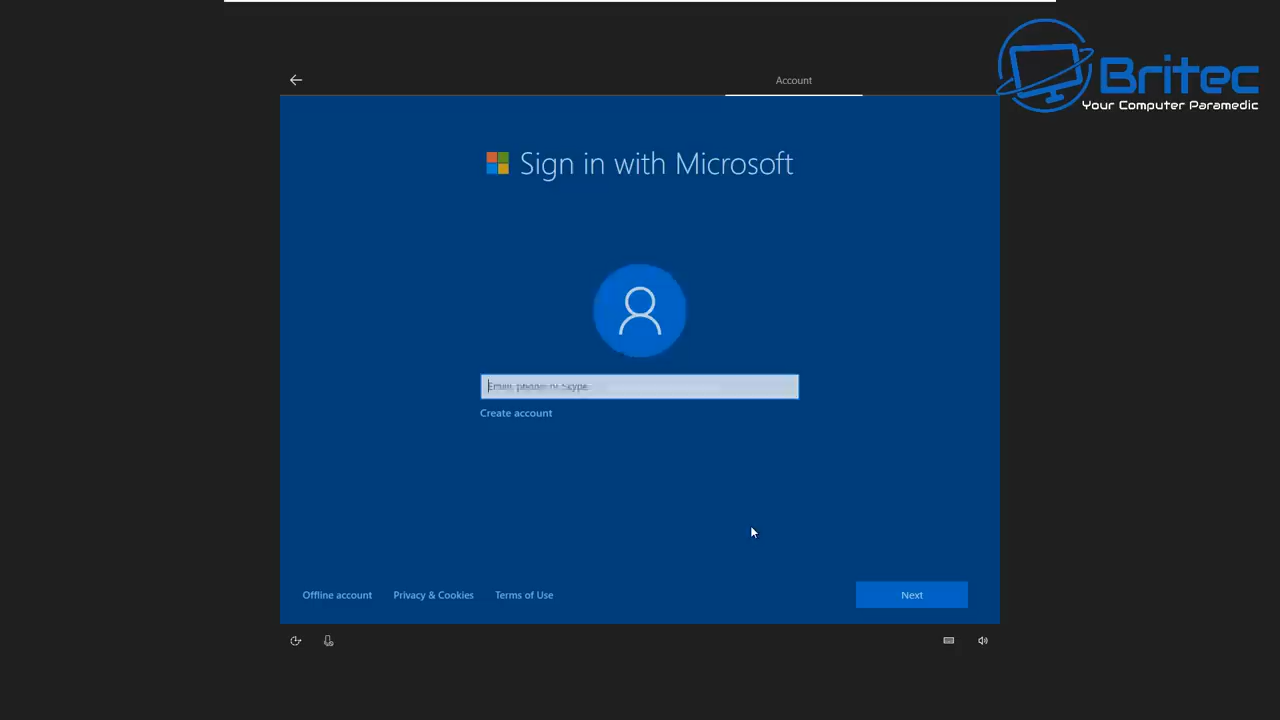 Account
Britec
Your Computer Paramedic
Sign in with Microsoft
Email, phone, or Skype
Create account
Offline account
Privacy & Cookies
Terms of Use
Next